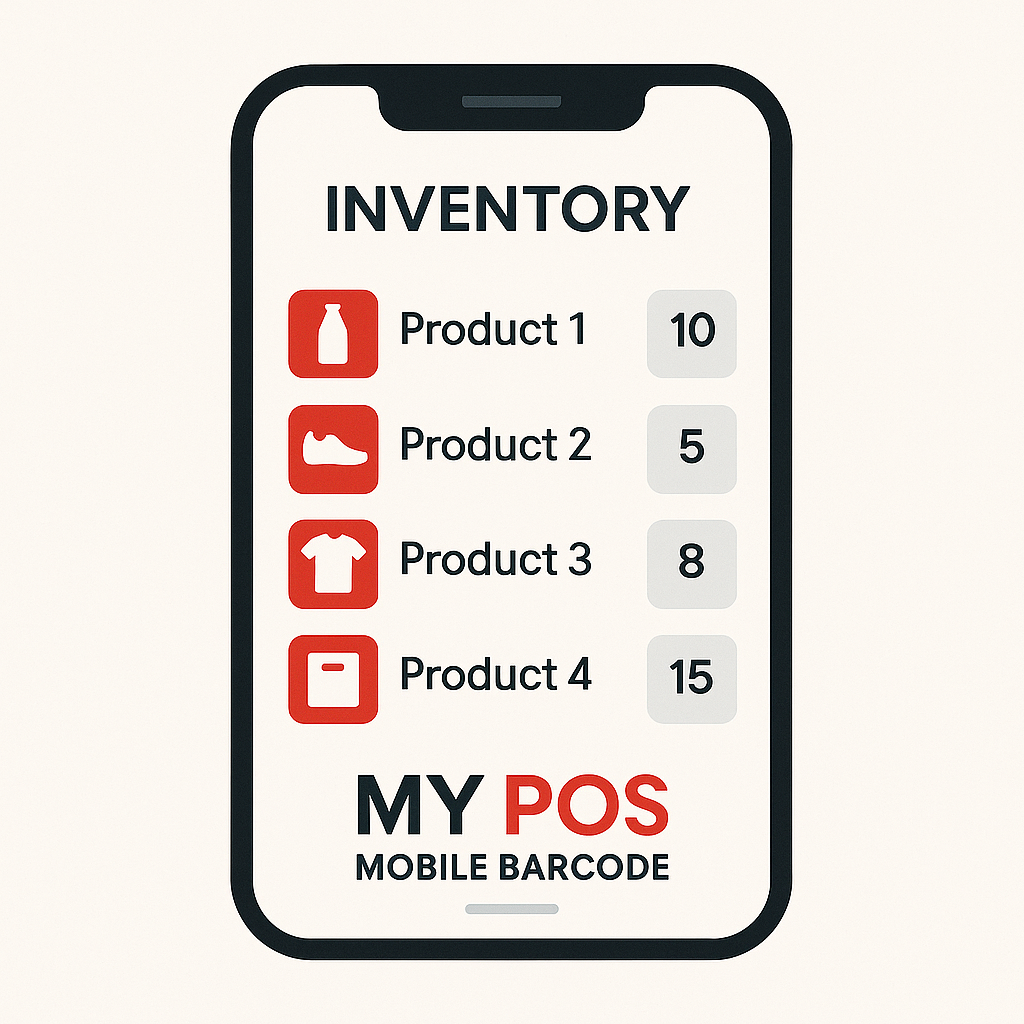 INVENTORY
Product 1 10
Product 2 5
Product 3 8
Product 4 15
MY POS
MOBILE BARCODE